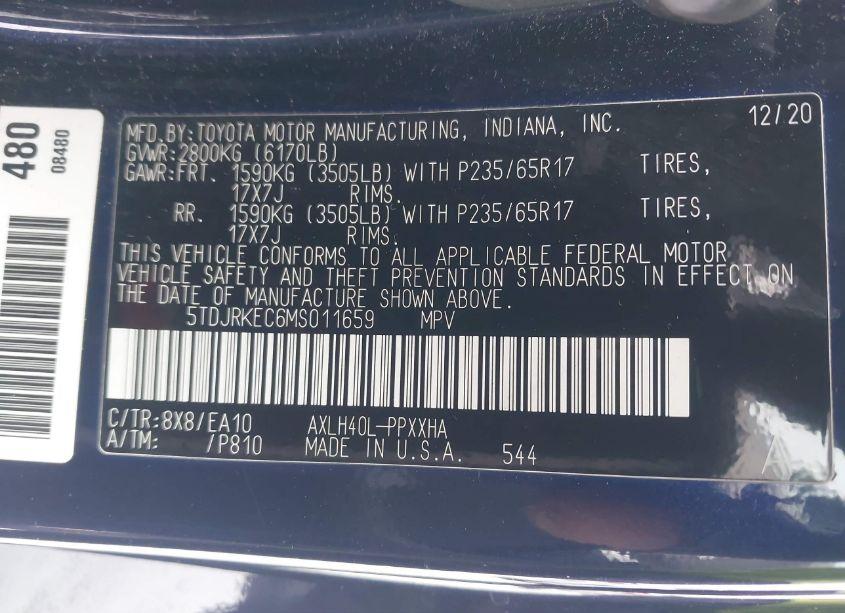 480
08480
12/20
MFD.BY:TOYOTA MOTOR MANUFACTURING, INDIANA, INC.
GVWR:2800KG (6170LB)
GAWR:FRT. 1590KG (3505LB) WITH P235/65R17 TIRES,
17X7J RIMS.
RR. 1590KG (3505LB) WITH P235/65R17 TIRES,
17X7J RIMS.
THIS VEHICLE CONFORMS TO ALL APPLICABLE FEDERAL MOTOR
VEHICLE SAFETY AND THEFT PREVENTION STANDARDS IN EFFECT ON
THE DATE OF MANUFACTURE SHOWN ABOVE.
5TDJRKEC6MS011659 MPV
C/TR:8X8/EA10 AXLH40L-PPXXHA
A/TM: /P810 MADE IN U.S.A. 544
A